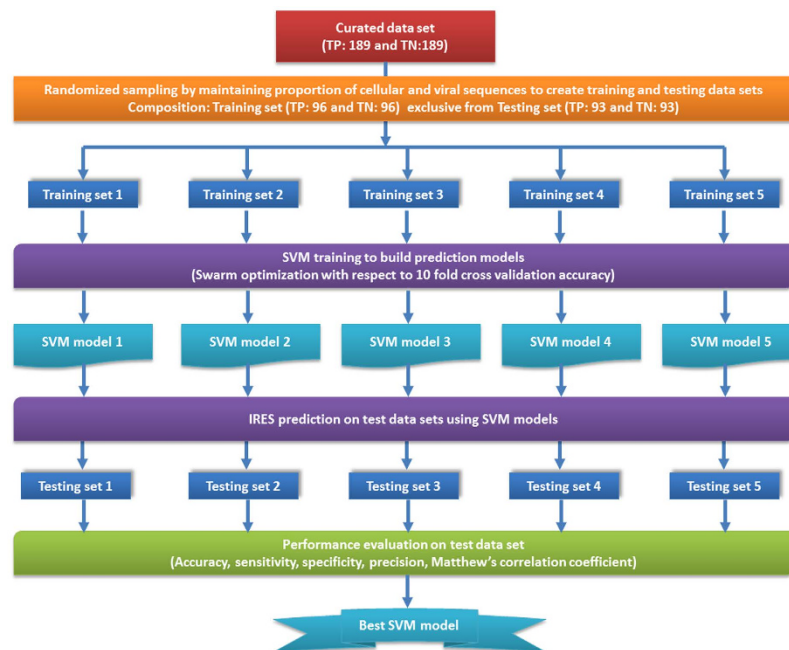 Curated data set
(TP: 189 and TN:189)
Randomized sampling by maintaining proportion of cellular and viral sequences to create training and testing data sets
Composition: Training set (TP: 96 and TN: 96) exclusive from Testing set (TP: 93 and TN: 93)
Training set 1
Training set 2
Training set 3
Training set 4
Training set 5
SVM training to build prediction models
(Swarm optimization with respect to 10 fold cross validation accuracy)
SVM model 1
SVM model 2
SVM model 3
SVM model 4
SVM model 5
IRES prediction on test data sets using SVM models
Testing set 1
Testing set 2
Testing set 3
Testing set 4
Testing set 5
Performance evaluation on test data set
(Accuracy, sensitivity, specificity, precision, Matthew's correlation coefficient)
Best SVM model